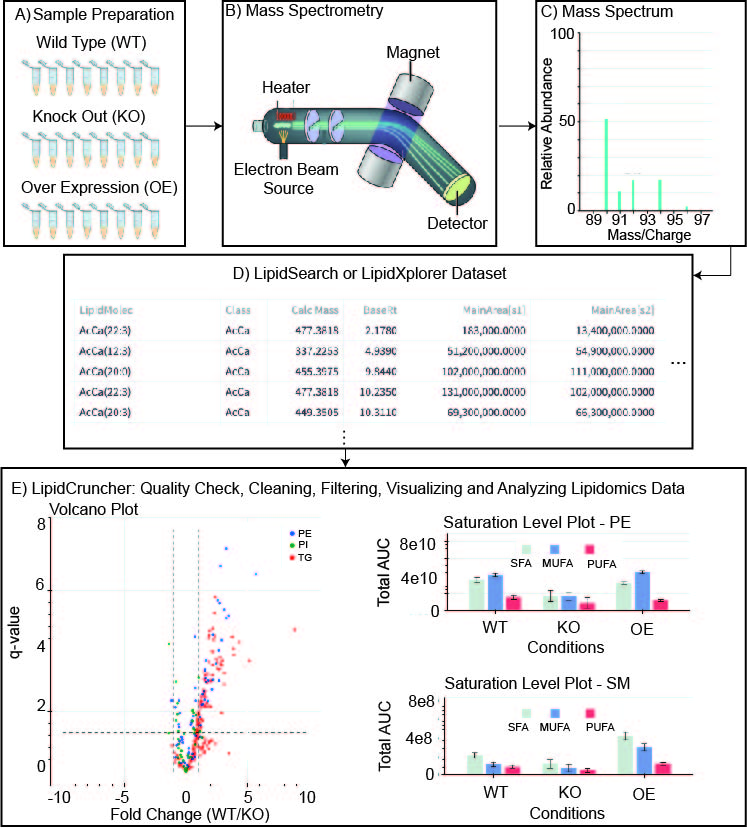 A) Sample Preparation
Wild Type (WT)
Knock Out (KO)
Over Expression (OE)
B) Mass Spectrometry
Magnet
Heater
Electron Beam
Source
Detector
C) Mass Spectrum
Relative Abundance
100
50
0
89 91 93 95 97
Mass/Charge
D) LipidSearch or LipidXplorer Dataset
LipidMolec Class CalcMass BaseRt MainArea[s1] MainArea[s2]
AcCa(22:3) AcCa 477.3818 2.1780 183,000.0000 13,400,000.0000
AcCa(12:3) AcCa 337.2253 4.9390 51,200,000.0000 54,900,000.0000 ...
AcCa(20:0) AcCa 455.3975 9.8440 102,000,000.0000 111,000,000.0000
AcCa(22:3) AcCa 477.3818 10.2350 131,000,000.0000 102,000,000.0000
AcCa(20:3) AcCa 449.3505 10.3110 69,300,000.0000 66,300,000.0000
E) LipidCruncher: Quality Check, Cleaning, Filtering, Visualizing and Analyzing Lipidomics Data
Volcano Plot
q-value
8
6
4
2
0
PE
PI
TG
-10 -5 0 5 10
Fold Change (WT/KO)
Saturation Level Plot - PE
Total AUC
8e10
4e10
0
SFA MUFA PUFA
WT KO OE
Conditions
Saturation Level Plot - SM
Total AUC
8e8
4e8
0
SFA MUFA PUFA
WT KO OE
Conditions